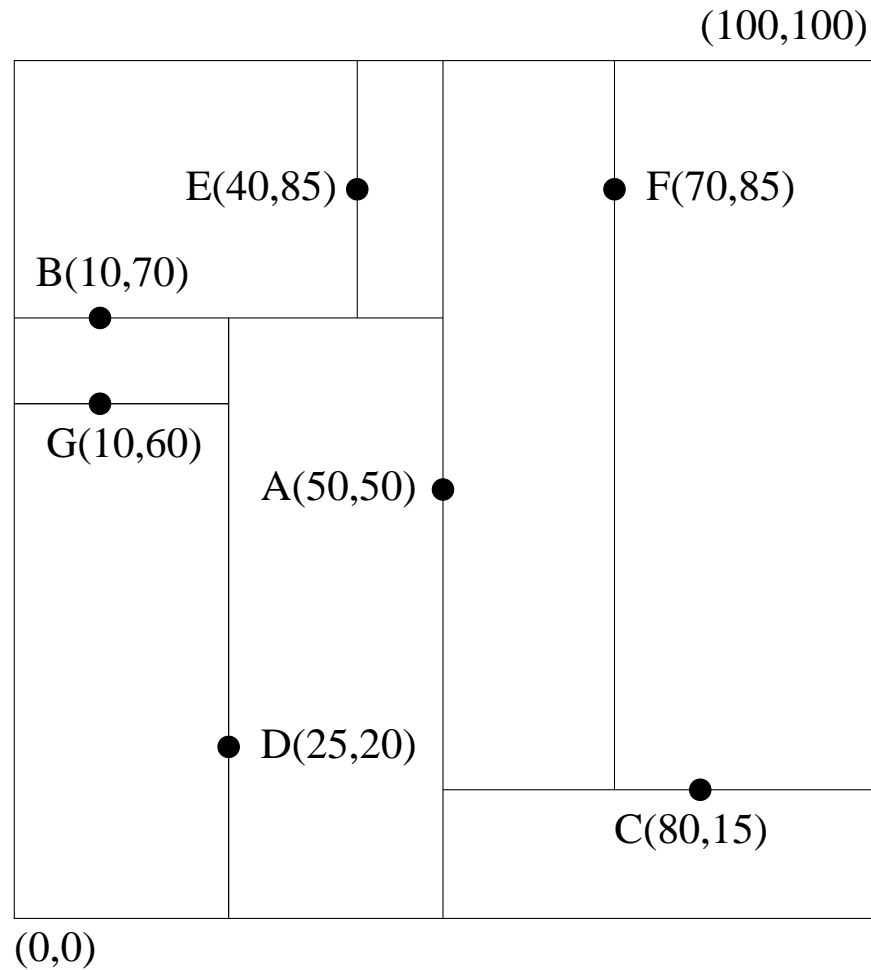 (100,100)
E(40,85)
F(70,85)
B(10,70)
G(10,60)
A(50,50)
D(25,20)
C(80,15)
(0,0)